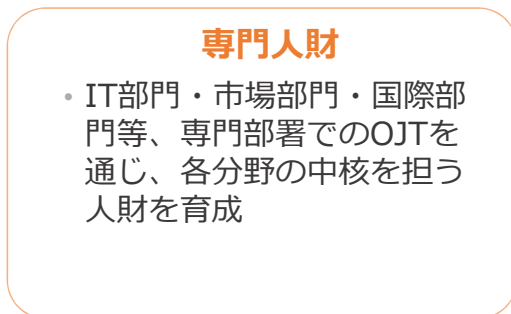 専門人財
• IT部門・市場部門・国際部
門等、専門部署でのOJTを
通じ、各分野の中核を担う
人財を育成